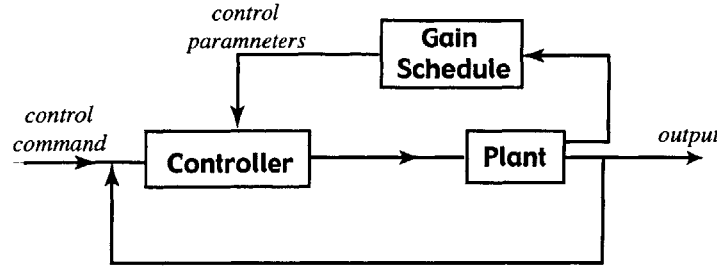 control
paramneters
Gain
Schedule
control
command
Controller
Plant
output